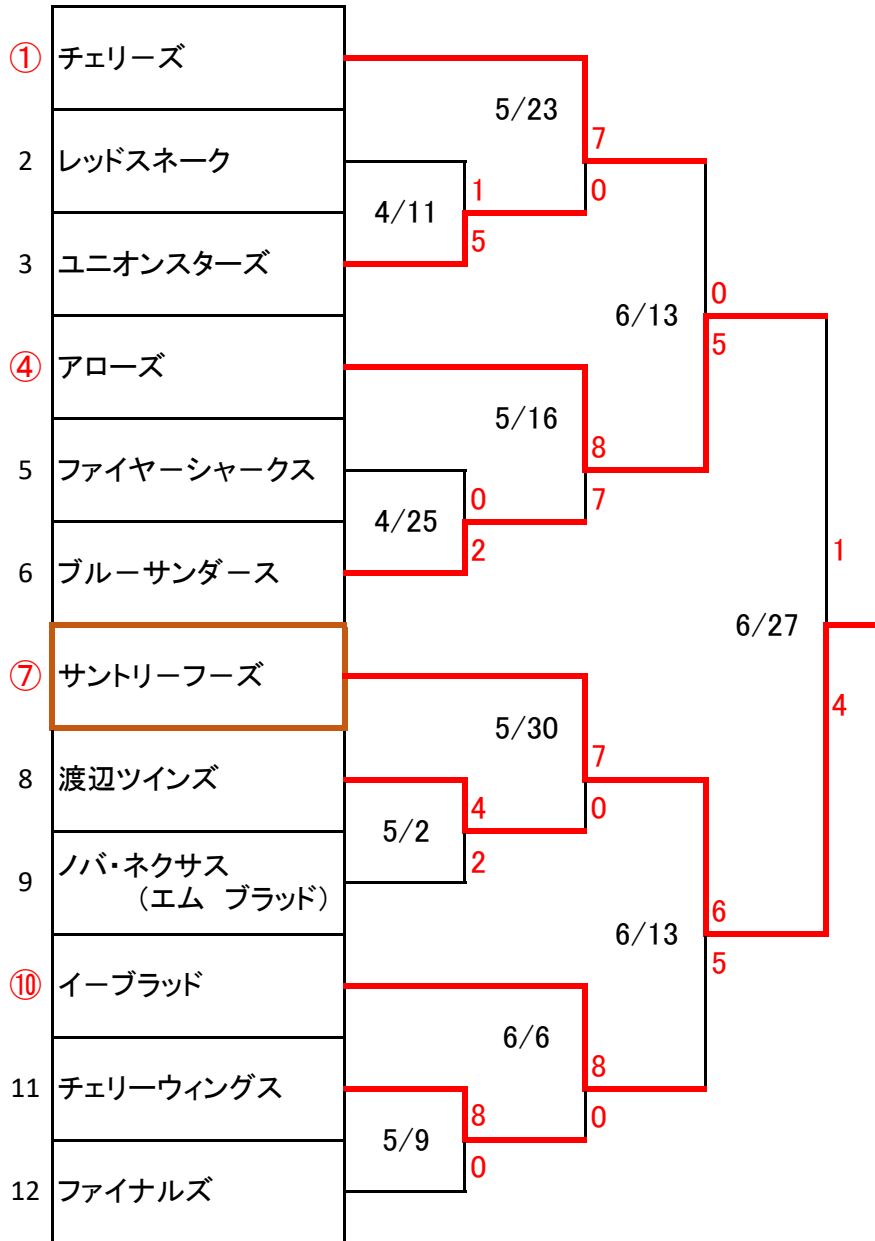 ① チェリーズ
5/23
7
2 レッドスネーク
1
0
4/11
5
3 ユニオンスターズ
0
6/13
5
④ アローズ
5/16
8
5 ファイヤーシャークス
0
7
4/25
2
1
6 ブルーサンダース
6/27
⑦ サントリーフーズ
4
5/30
7
8 渡辺ツインズ
4
0
5/2
2
9 ノバ・ネクサス
（エム ブラッド）
6
6/13
5
⑩ イーブラッド
6/6
8
11 チェリーウィングス
8
0
5/9
0
12 ファイナルズ